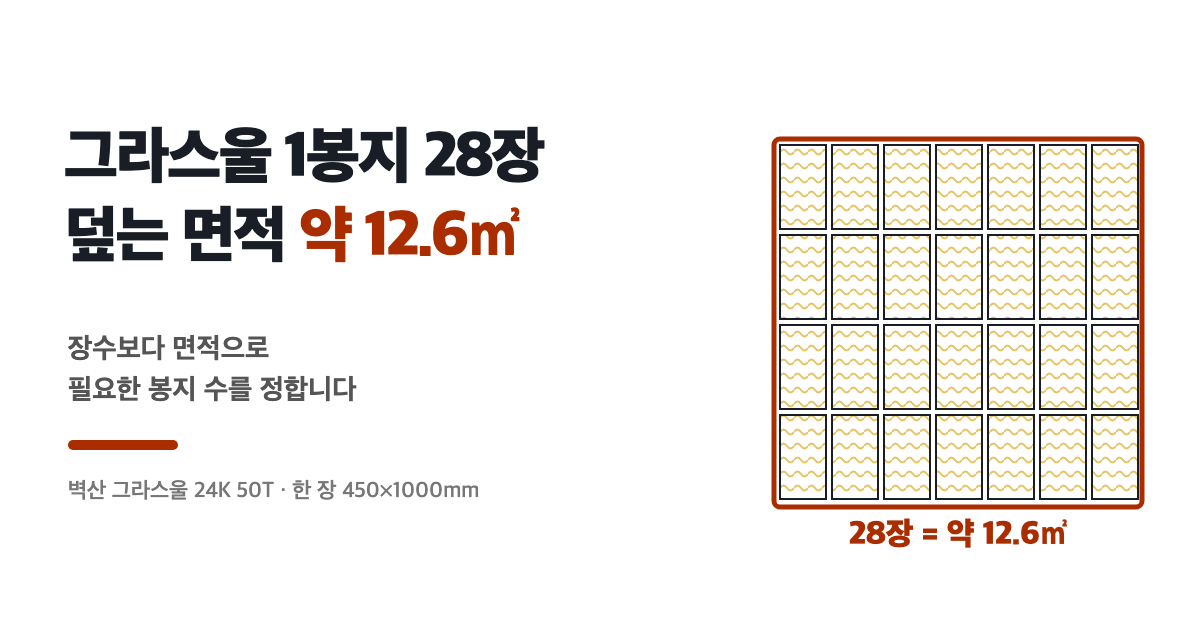 그라스울 1봉지 28장
덮는 면적 약 12.6㎡
장수보다 면적으로
필요한 봉지 수를 정합니다
벽산 그라스울 24K 50T · 한 장 450×1000mm
28장 = 약 12.6㎡